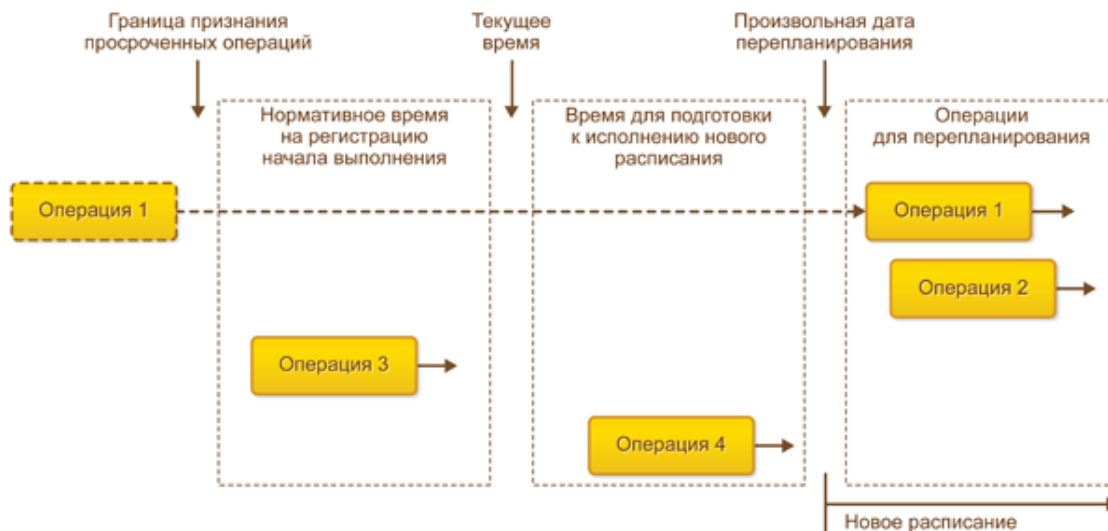 Граница признания
просроченных операций
Текущее
время
Произвольная дата
перепланирования
Нормативное время
на регистрацию
начала выполнения
Время для подготовки
к исполнению нового
расписания
Операции
для перепланирования
Операция 1
Операция 1
Операция 2
Операция 3
Операция 4
Новое расписание